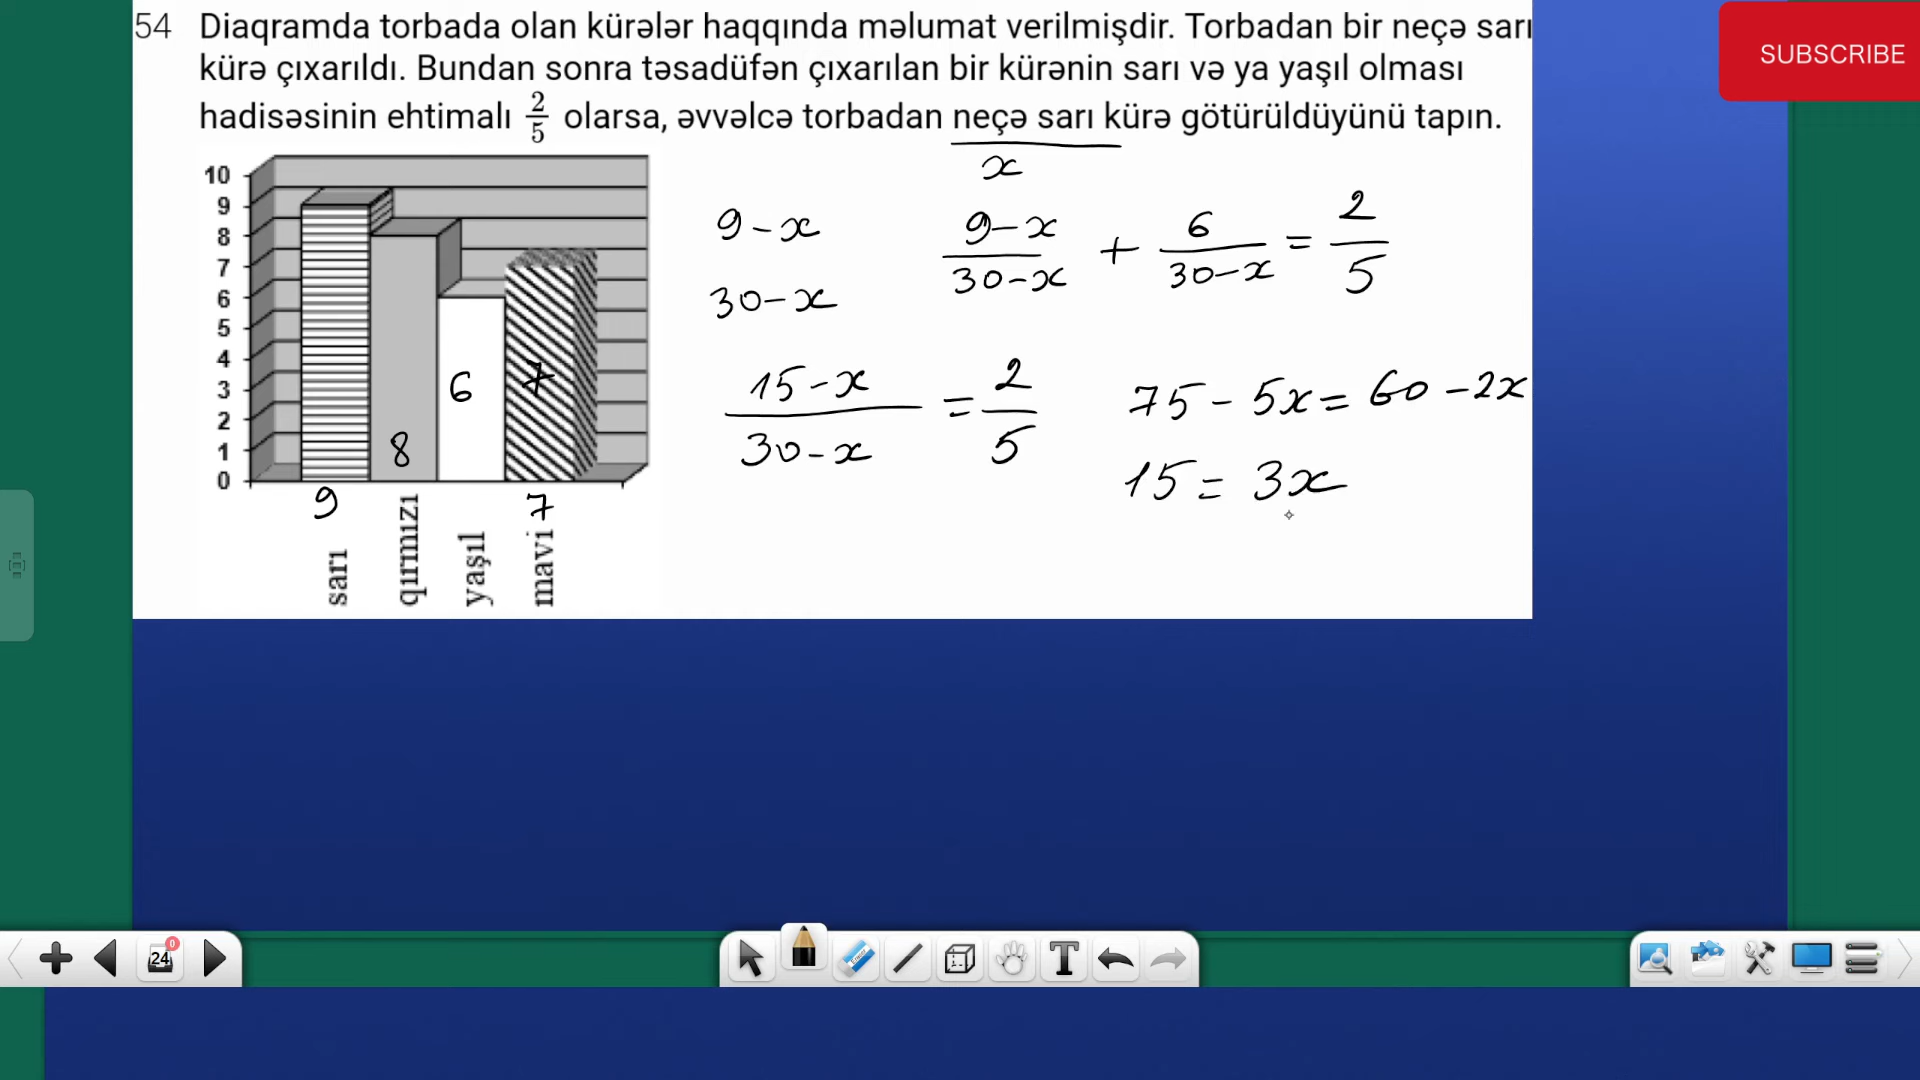 SUBSCRIBE
54 Diaqramda torbada olan kürələr haqqında məlumat verilmişdir. Torbadan bir neçə sarı
kürə çıxarıldı. Bundan sonra təsadüfən çıxarılan bir kürənin sarı və ya yaşıl olması
hadisəsinin ehtimalı 2/5 olarsa, əvvəlcə torbadan neçə sarı kürə götürüldüyünü tapın.
x
10
9
8
7
6
5
4
3
2
1
0
9
8
6
7
7
sarı
qırmızı
yaşıl
mavi
9-x
30-x
9-x/30-x + 6/30-x = 2/5
15-x/30-x = 2/5
75-5x=60-2x
15=3x
24
0
T